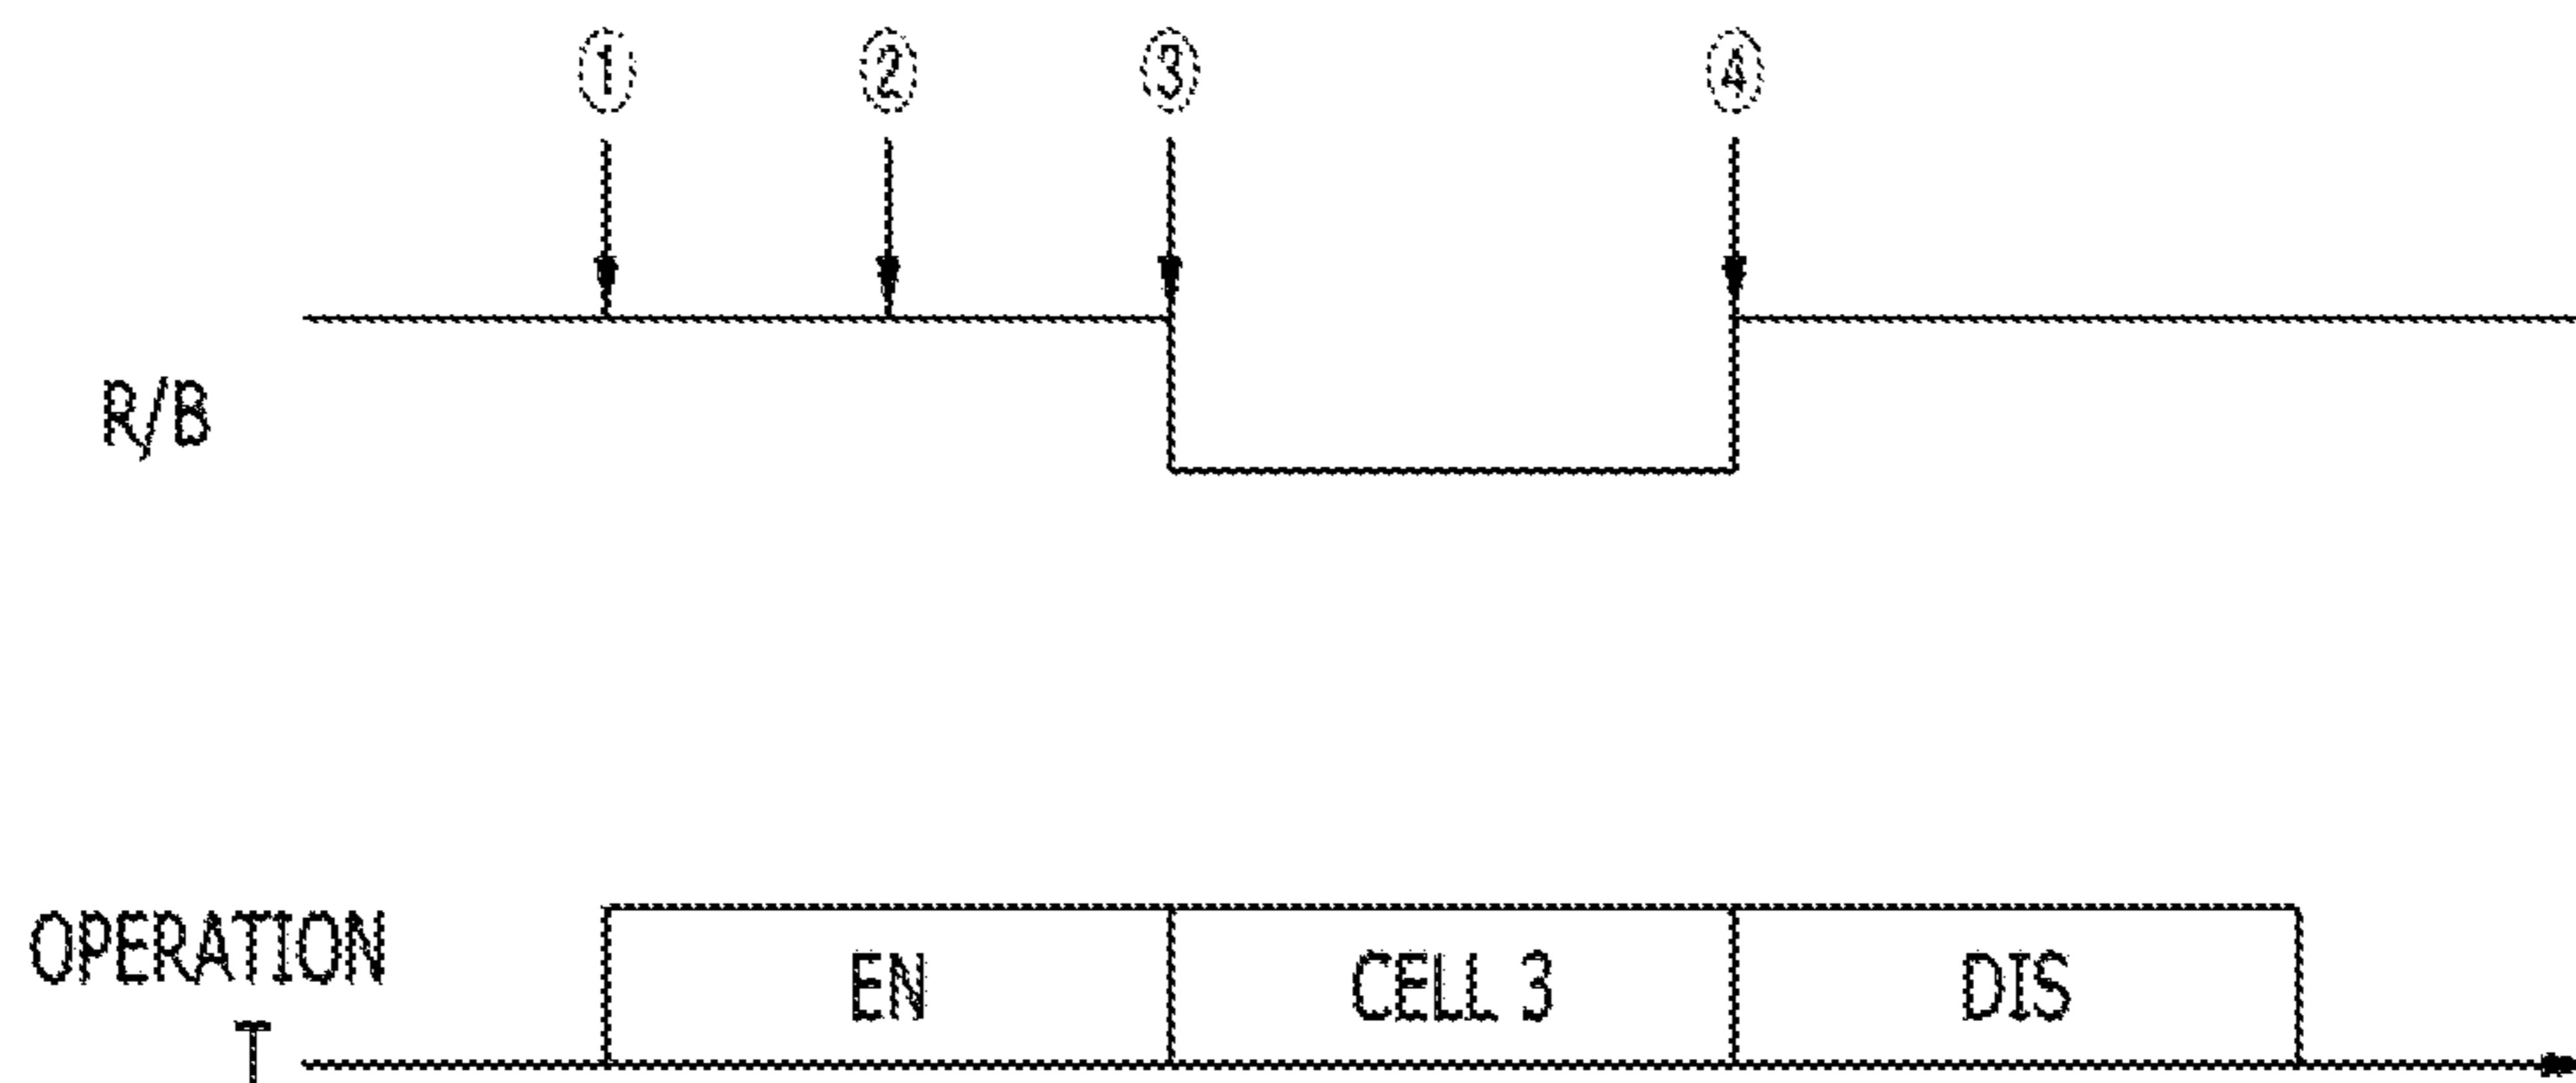 ① ② ③ ④
R/B
OPERATION
EN CELL 3 DIS